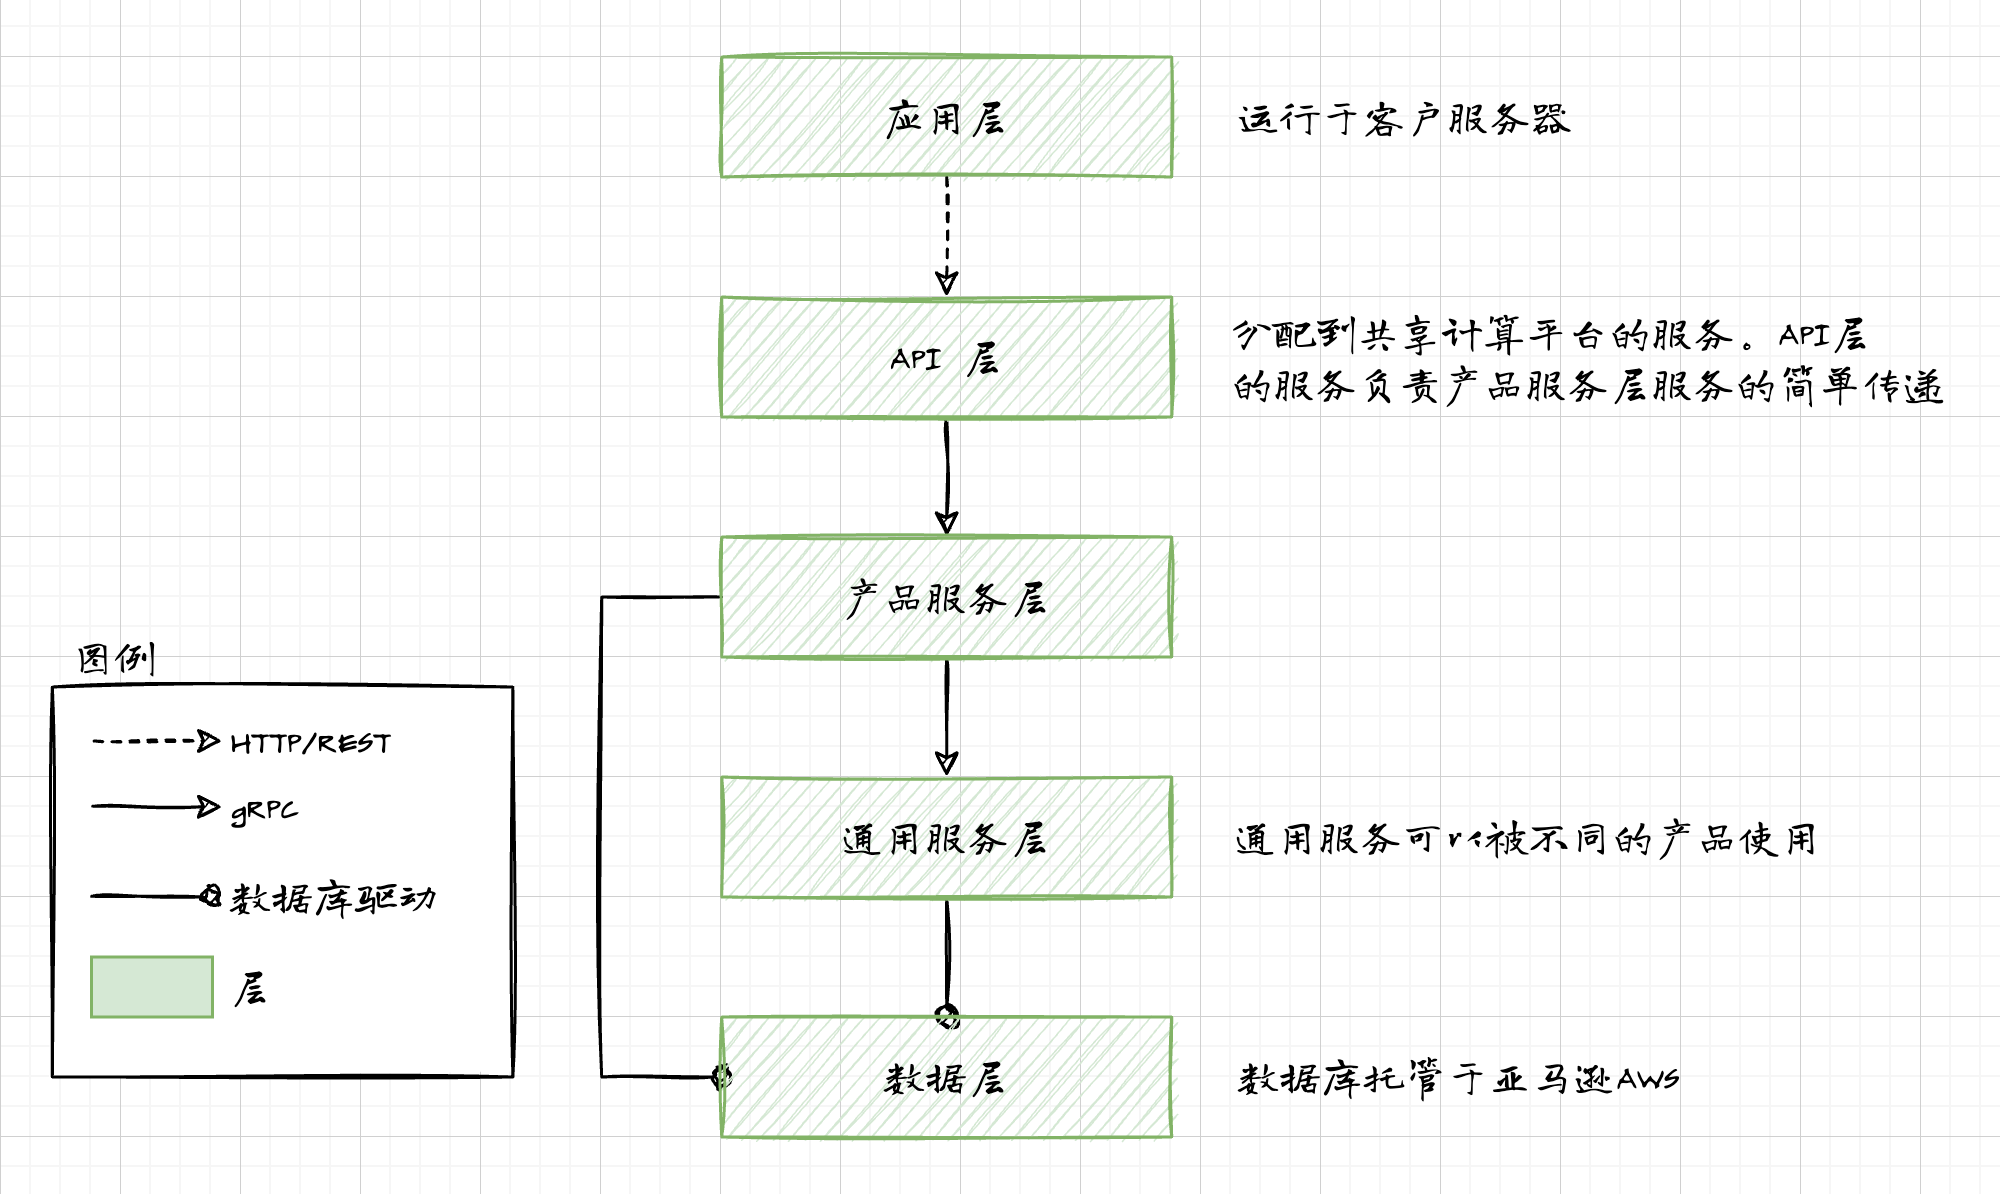 应用层
运行于客户服务器
API 层
分配到共享计算平台的服务。API层
的服务负责产品服务层服务的简单传递
产品服务层
图例
HTTP/REST
gRPC
数据库驱动
层
通用服务层
通用服务可以被不同的产品使用
数据层
数据库托管于亚马逊AWS